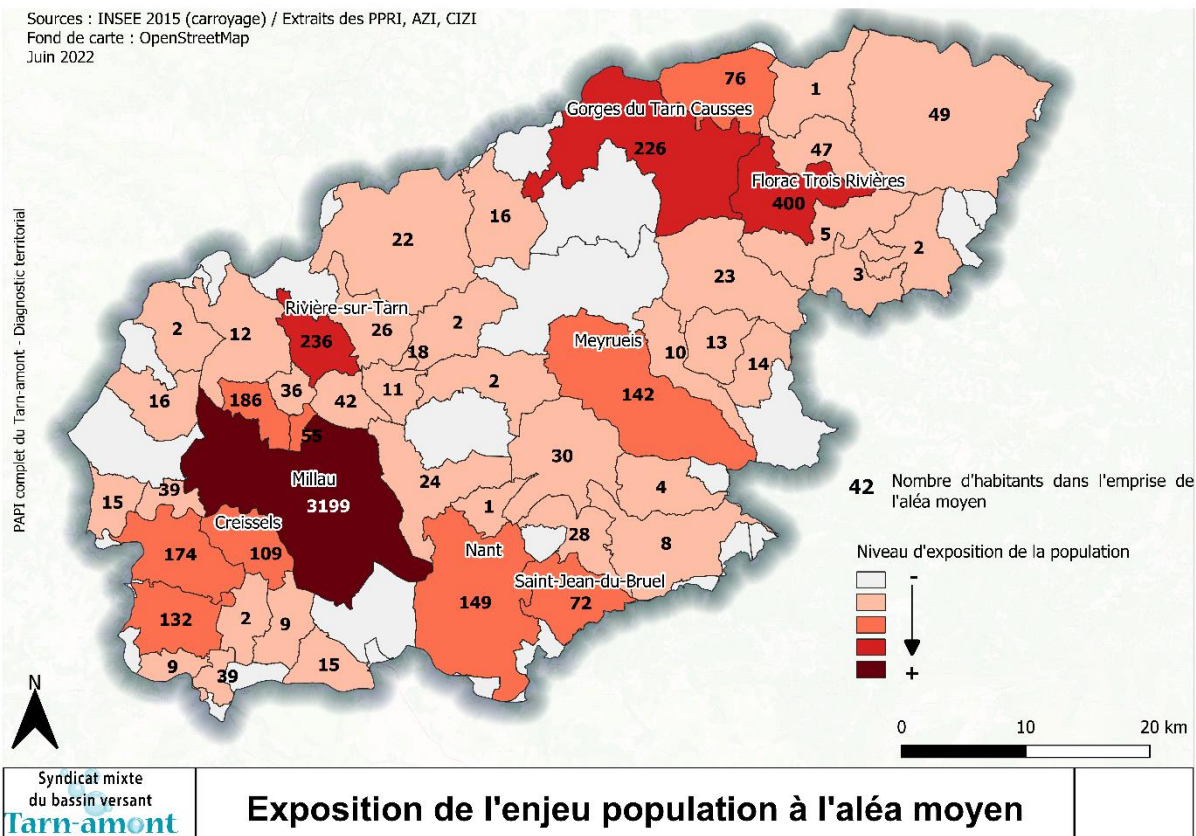 Sources : INSEE 2015 (carroyage) / Extraits des PPRI, AZI, CIZI
Fond de carte : OpenStreetMap
Juin 2022
PAPI complet du Tarn-amont - Diagnostic territorial
76
1
49
Gorges du Tarn Causses
226
47
Florac Trois Rivières
400
16
5
2
22
3
23
Rivière-sur-Tarn
2
12
236
26
2
18
Meyrueis
10
13
14
16
186
36
42
11
2
142
55
Millau
3199
30
24
4
15
39
1
Creissels
174
109
Nant
28
8
Saint-Jean-du-Bruel
149
72
132
2
9
9
39
15
42 Nombre d'habitants dans l'emprise de
l'aléa moyen
Niveau d'exposition de la population
-
+
N
0 10 20 km
Syndicat mixte
du bassin versant
Tarn-amont
Exposition de l'enjeu population à l'aléa moyen